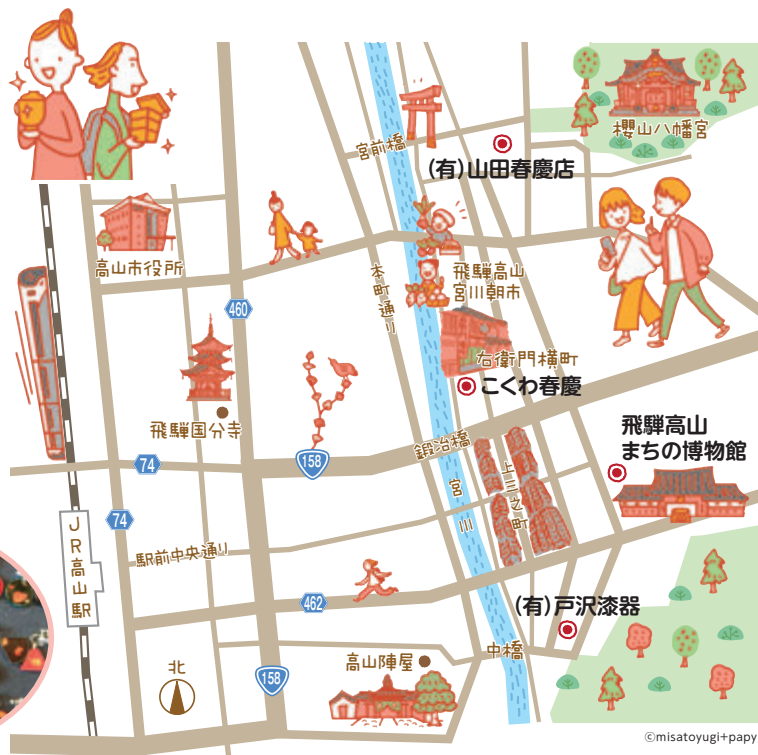 櫻山八幡宮
宮前橋
(有)山田春慶店
高山市役所
本町通り
飛騨高山
宮川朝市
460
右衛門横町
こくわ春慶
飛騨国分寺
鍛冶橋
飛騨高山
まちの博物館
158
74
宮川
上三之町
74
JR高山駅
駅前中央通り
462
(有)戸沢漆器
中橋
高山陣屋
北
158
©misatoyugi+papy